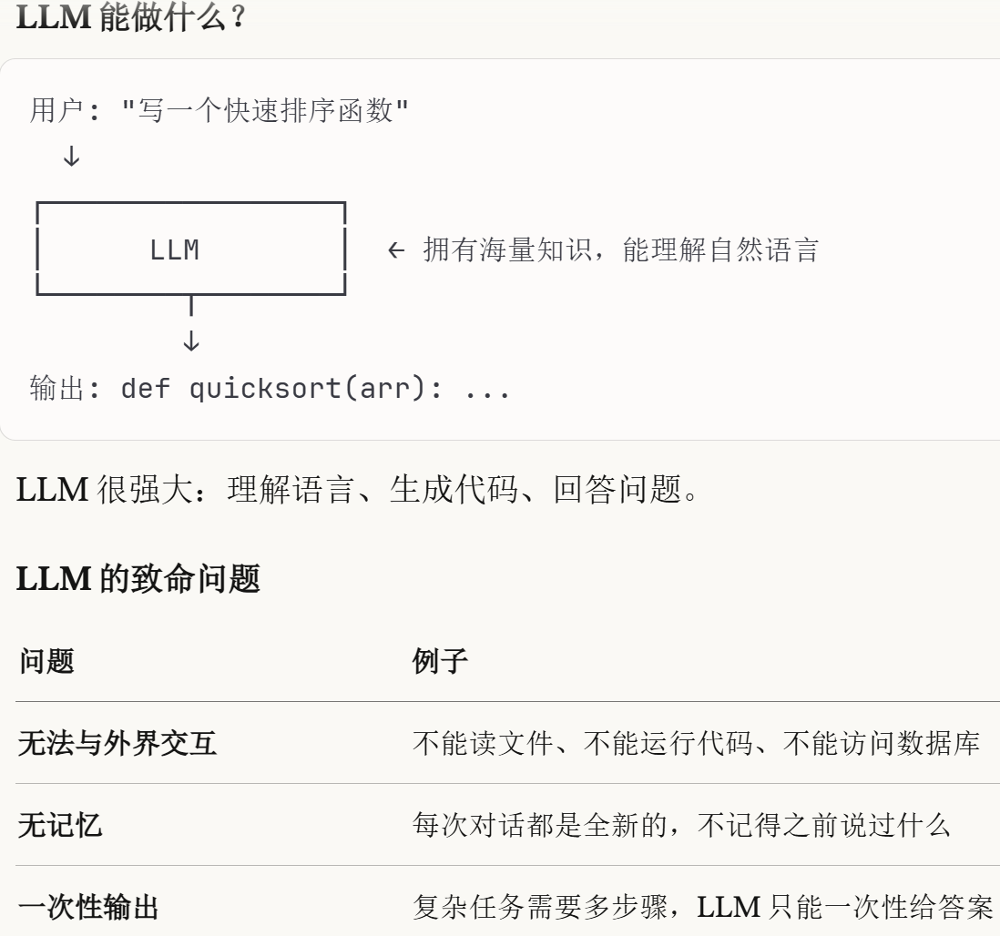 LLM 能做什么？
用户: "写一个快速排序函数"
↓
LLM ← 拥有海量知识，能理解自然语言
↓
输出: def quicksort(arr): ...
LLM 很强大：理解语言、生成代码、回答问题。
LLM 的致命问题
问题 例子
无法与外界交互 不能读文件、不能运行代码、不能访问数据库
无记忆 每次对话都是全新的，不记得之前说过什么
一次性输出 复杂任务需要多步骤，LLM 只能一次性给答案